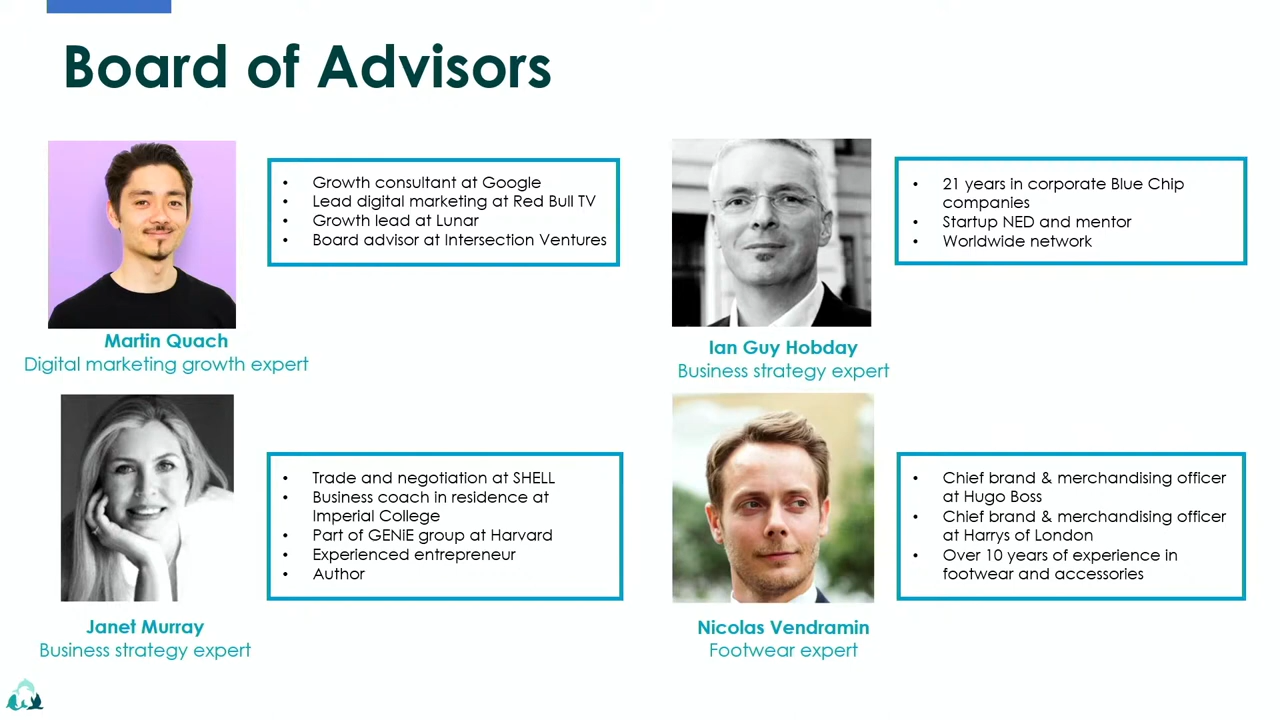 Board of Advisors
• Growth consultant at Google
• Lead digital marketing at Red Bull TV
• Growth lead at Lunar
• Board advisor at Intersection Ventures
Martin Quach
Digital marketing growth expert
• 21 years in corporate Blue Chip
companies
• Startup NED and mentor
• Worldwide network
Ian Guy Hobday
Business strategy expert
• Trade and negotiation at SHELL
• Business coach in residence at
Imperial College
• Part of GENIE group at Harvard
• Experienced entrepreneur
• Author
Janet Murray
Business strategy expert
• Chief brand & merchandising officer
at Hugo Boss
• Chief brand & merchandising officer
at Harrys of London
• Over 10 years of experience in
footwear and accessories
Nicolas Vendramin
Footwear expert